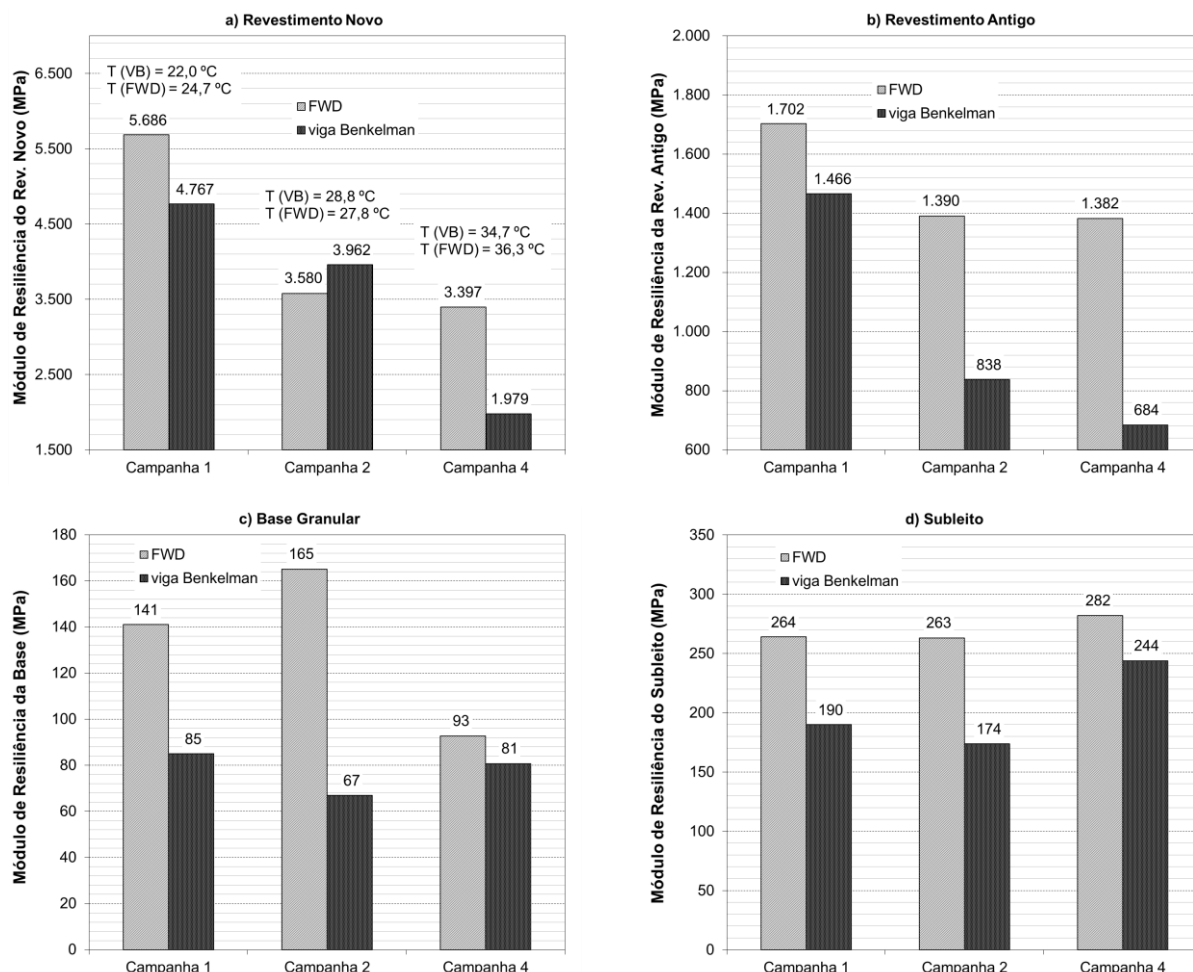 a) Revestimento Novo
Módulo de Resiliência do Rev. Novo (MPa)
6.500
5.500
4.500
3.500
2.500
1.500
T (VB) = 22,0 ºC
T (FWD) = 24,7 ºC
FWD
viga Benkelman
5.686
4.767
T (VB) = 28,8 ºC
T (FWD) = 27,8 ºC
3.580
3.962
T (VB) = 34,7 ºC
T (FWD) = 36,3 ºC
3.397
1.979
Campanha 1
Campanha 2
Campanha 4
b) Revestimento Antigo
Módulo de Resiliência da Rev. Antigo (MPa)
2.000
1.800
1.600
1.400
1.200
1.000
800
600
FWD
viga Benkelman
1.702
1.466
1.390
838
1.382
684
Campanha 1
Campanha 2
Campanha 4
c) Base Granular
Módulo de Resiliência da Base (MPa)
180
160
140
120
100
80
60
40
20
0
FWD
viga Benkelman
141
85
165
67
93
81
Campanha 1
Campanha 2
Campanha 4
d) Subleito
Módulo de Resiliência do Subleito (MPa)
350
300
250
200
150
100
50
0
FWD
viga Benkelman
264
190
263
174
282
244
Campanha 1
Campanha 2
Campanha 4